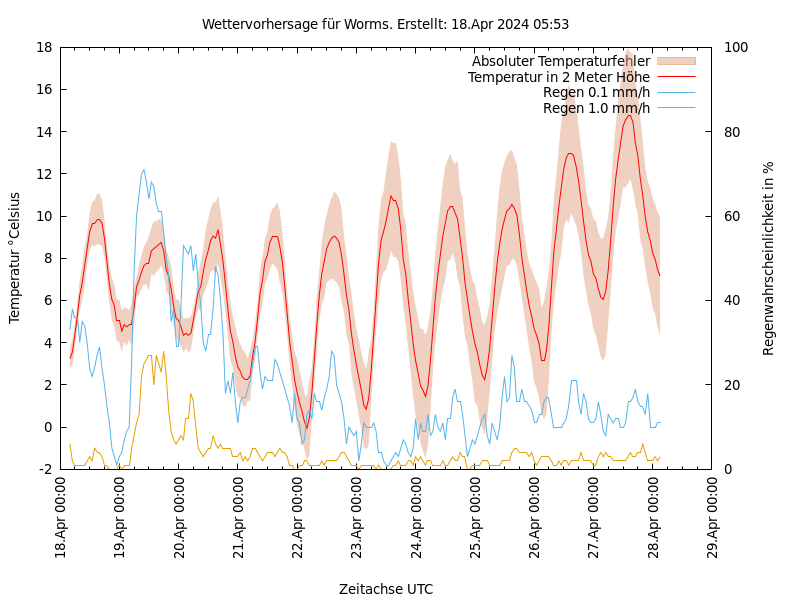 Wettervorhersage für Worms. Erstellt: 18.Apr 2024 05:53
Absoluter Temperaturfehler
Temperatur in 2 Meter Höhe
Regen 0.1 mm/h
Regen 1.0 mm/h
Temperatur °Celsius
18
16
14
12
10
8
6
4
2
0
-2
100
80
60
40
20
0
Regenwahrscheinlichkeit in %
18.Apr 00:00
19.Apr 00:00
20.Apr 00:00
21.Apr 00:00
22.Apr 00:00
23.Apr 00:00
24.Apr 00:00
25.Apr 00:00
26.Apr 00:00
27.Apr 00:00
28.Apr 00:00
29.Apr 00:00
Zeitachse UTC